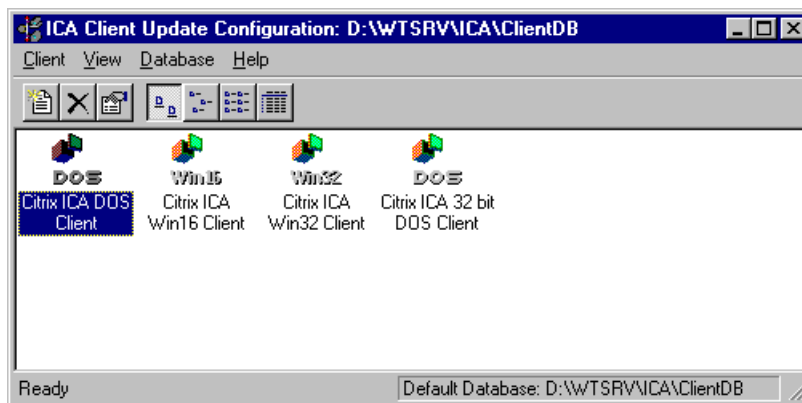 ICA Client Update Configuration: D:\WTSRV\ICA\ClientDB
Client View Database Help
DOS Win16 Win32 DOS
Citrix ICA DOS Client
Citrix ICA Win16 Client
Citrix ICA Win32 Client
Citrix ICA 32 bit DOS Client
Ready Default Database: D:\WTSRV\ICA\ClientDB